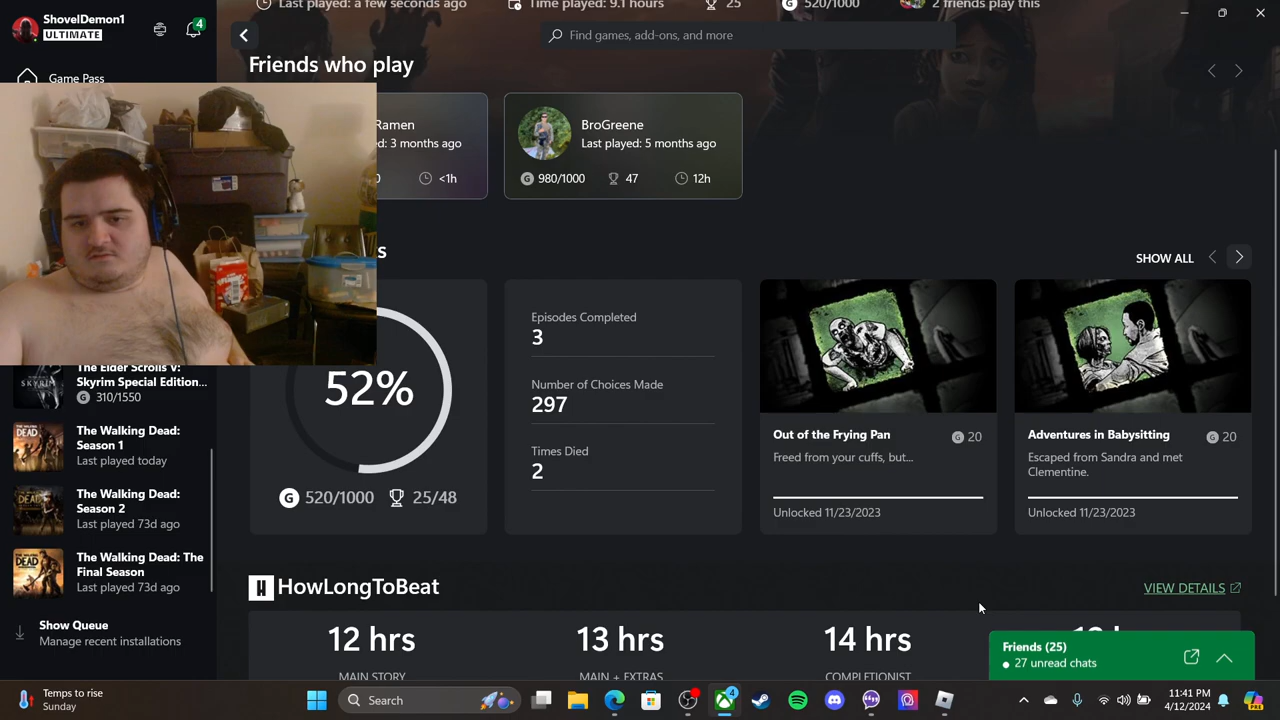 ShovelDemon1
ULTIMATE
4
Last played: a few seconds ago
Time played: 9.1 hours
25
520/1000
2 friends play this
Find games, add-ons, and more
Game Pass
Friends who play
Ramen
ed: 3 months ago
0
<1h
BroGreene
Last played: 5 months ago
980/1000
47
12h
s
SHOW ALL
52%
520/1000
25/48
Episodes Completed
3
Number of Choices Made
297
Times Died
2
Out of the Frying Pan
G 20
Freed from your cuffs, but...
Unlocked 11/23/2023
Adventures in Babysitting
G 20
Escaped from Sandra and met
Clementine.
Unlocked 11/23/2023
The Elder Scrolls V:
Skyrim Special Edition...
310/1550
The Walking Dead:
Season 1
Last played today
The Walking Dead:
Season 2
Last played 73d ago
The Walking Dead: The
Final Season
Last played 73d ago
Show Queue
Manage recent installations
HowLongToBeat
VIEW DETAILS
12 hrs
MAIN STORY
13 hrs
MAIN + EXTRAS
14 hrs
COMPLETIONIST
Friends (25)
27 unread chats
Temps to rise
Sunday
Search
4
11:41 PM
4/12/2024
PRE